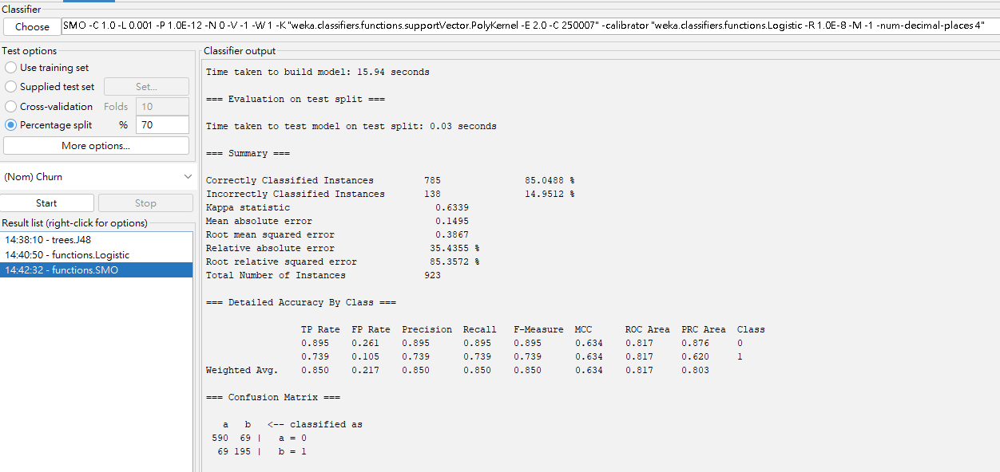 Classifier
Choose SMO -C 1.0 -L 0.001 -P 1.0E-12 -N 0 -V -1 -W 1 -K "weka.classifiers.functions.supportVector.PolyKernel -E 2.0 -C 250007" -calibrator "weka.classifiers.functions.Logistic -R 1.0E-8 -M -1 -num-decimal-places 4"
Test options
Use training set
Supplied test set Set...
Cross-validation Folds 10
Percentage split % 70
More options...
(Nom) Churn
Start Stop
Result list (right-click for options)
14:38:10 - trees.J48
14:40:50 - functions.Logistic
14:42:32 - functions.SMO
Classifier output
Time taken to build model: 15.94 seconds
=== Evaluation on test split ===
Time taken to test model on test split: 0.03 seconds
=== Summary ===
Correctly Classified Instances 785 85.0488 %
Incorrectly Classified Instances 138 14.9512 %
Kappa statistic 0.6339
Mean absolute error 0.1495
Root mean squared error 0.3867
Relative absolute error 35.4355 %
Root relative squared error 85.3572 %
Total Number of Instances 923
=== Detailed Accuracy By Class ===
TP Rate FP Rate Precision Recall F-Measure MCC ROC Area PRC Area Class
0.895 0.261 0.895 0.895 0.895 0.634 0.817 0.876 0
0.739 0.105 0.739 0.739 0.739 0.634 0.817 0.620 1
Weighted Avg. 0.850 0.217 0.850 0.850 0.850 0.634 0.817 0.803
=== Confusion Matrix ===
a b <-- classified as
590 69 | a = 0
69 195 | b = 1